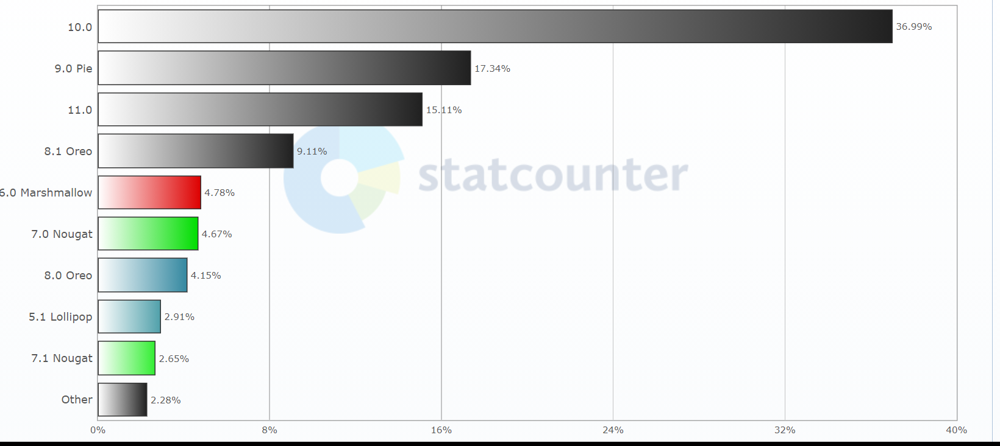 10.0 36.99%
9.0 Pie 17.34%
11.0 15.11%
8.1 Oreo 9.11%
statcounter
6.0 Marshmallow 4.78%
7.0 Nougat 4.67%
8.0 Oreo 4.15%
5.1 Lollipop 2.91%
7.1 Nougat 2.65%
Other 2.28%
0% 8% 16% 24% 32% 40%